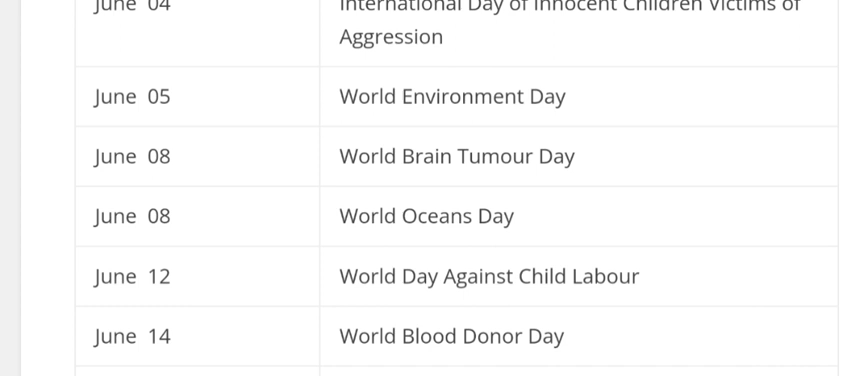 June 04 International Day of Innocent Children Victims of
Aggression
June 05 World Environment Day
June 08 World Brain Tumour Day
June 08 World Oceans Day
June 12 World Day Against Child Labour
June 14 World Blood Donor Day